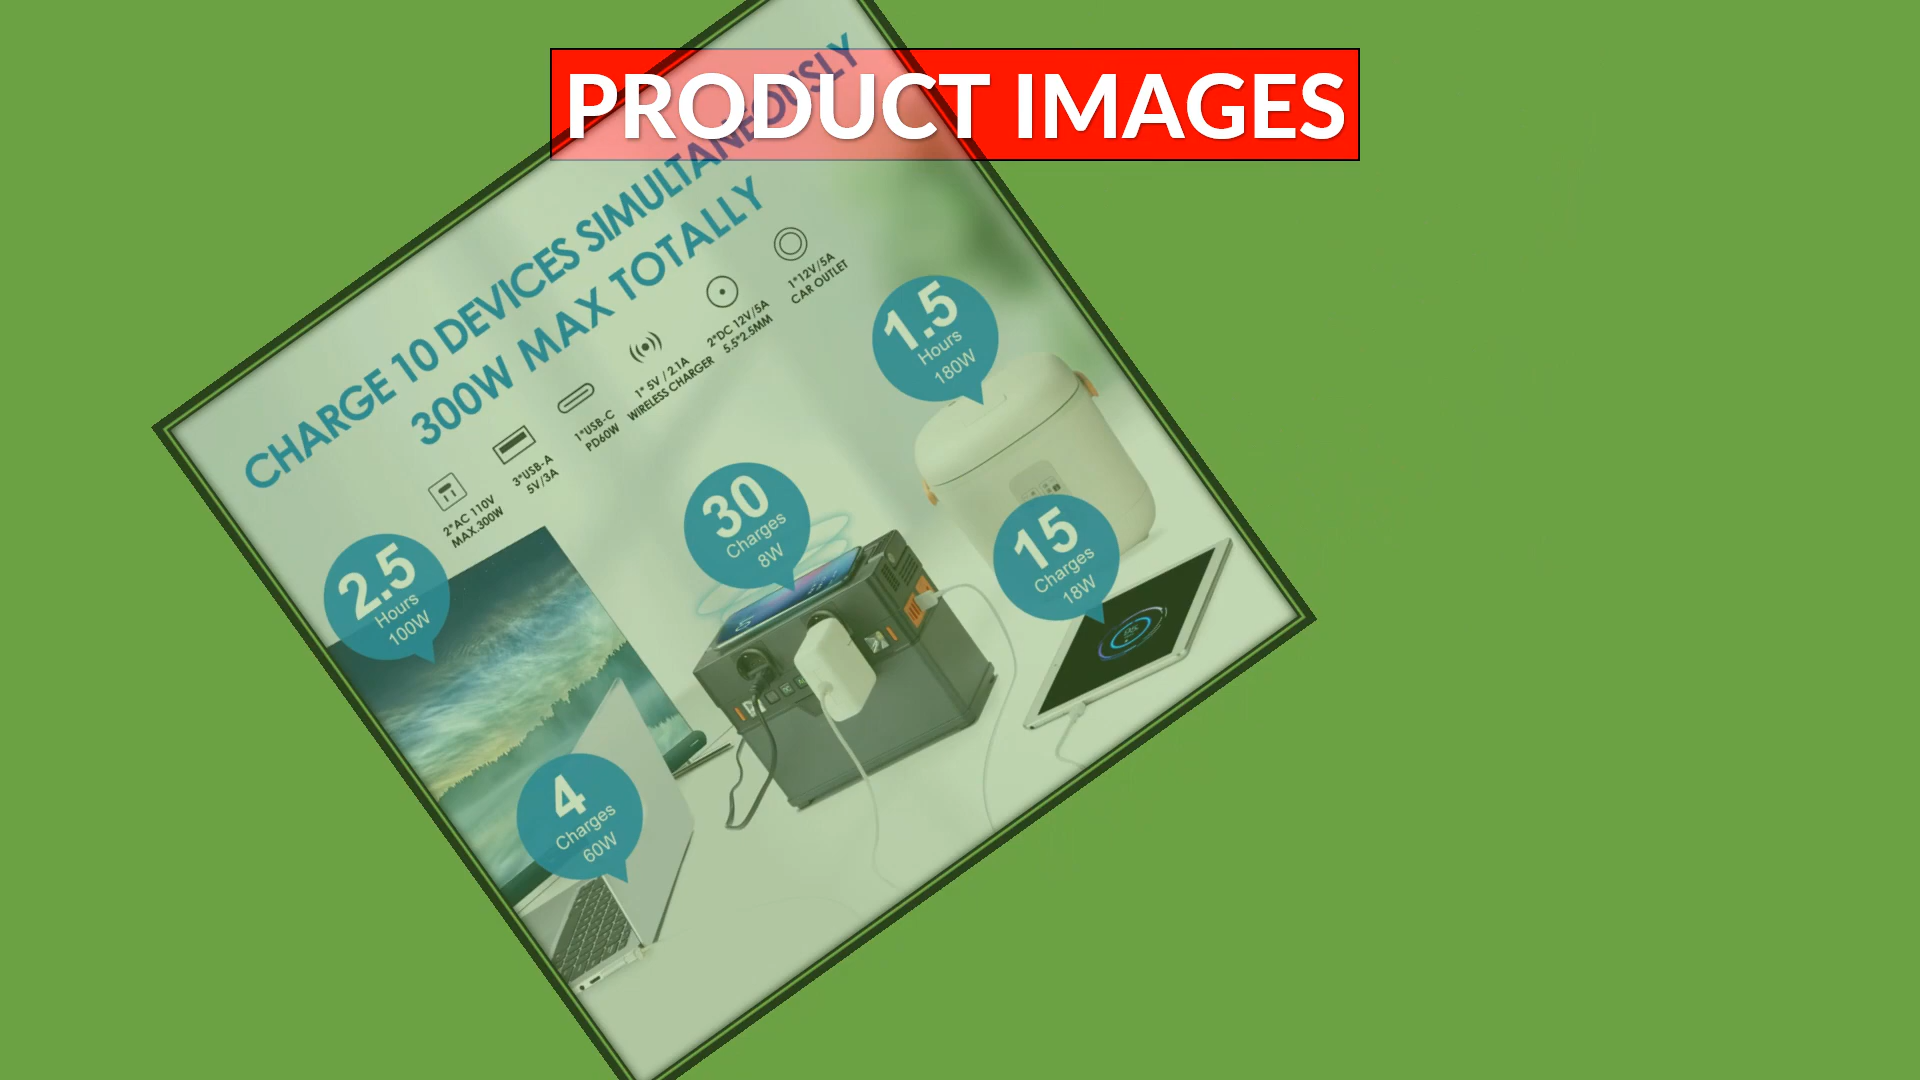 PRODUCT IMAGES
CHARGE 10 DEVICES SIMULTANEOUSLY
300W MAX TOTALLY
2*AC 110V
MAX.300W
3*USB-A
5V/3A
1*USB-C
PD60W
1* 5V / 2.1A
WIRELESS CHARGER
2*DC 12V/5A
5.5*2.5MM
1*12V/5A
CAR OUTLET
1.5
Hours
180W
30
Charges
8W
15
Charges
18W
2.5
Hours
100W
4
Charges
60W